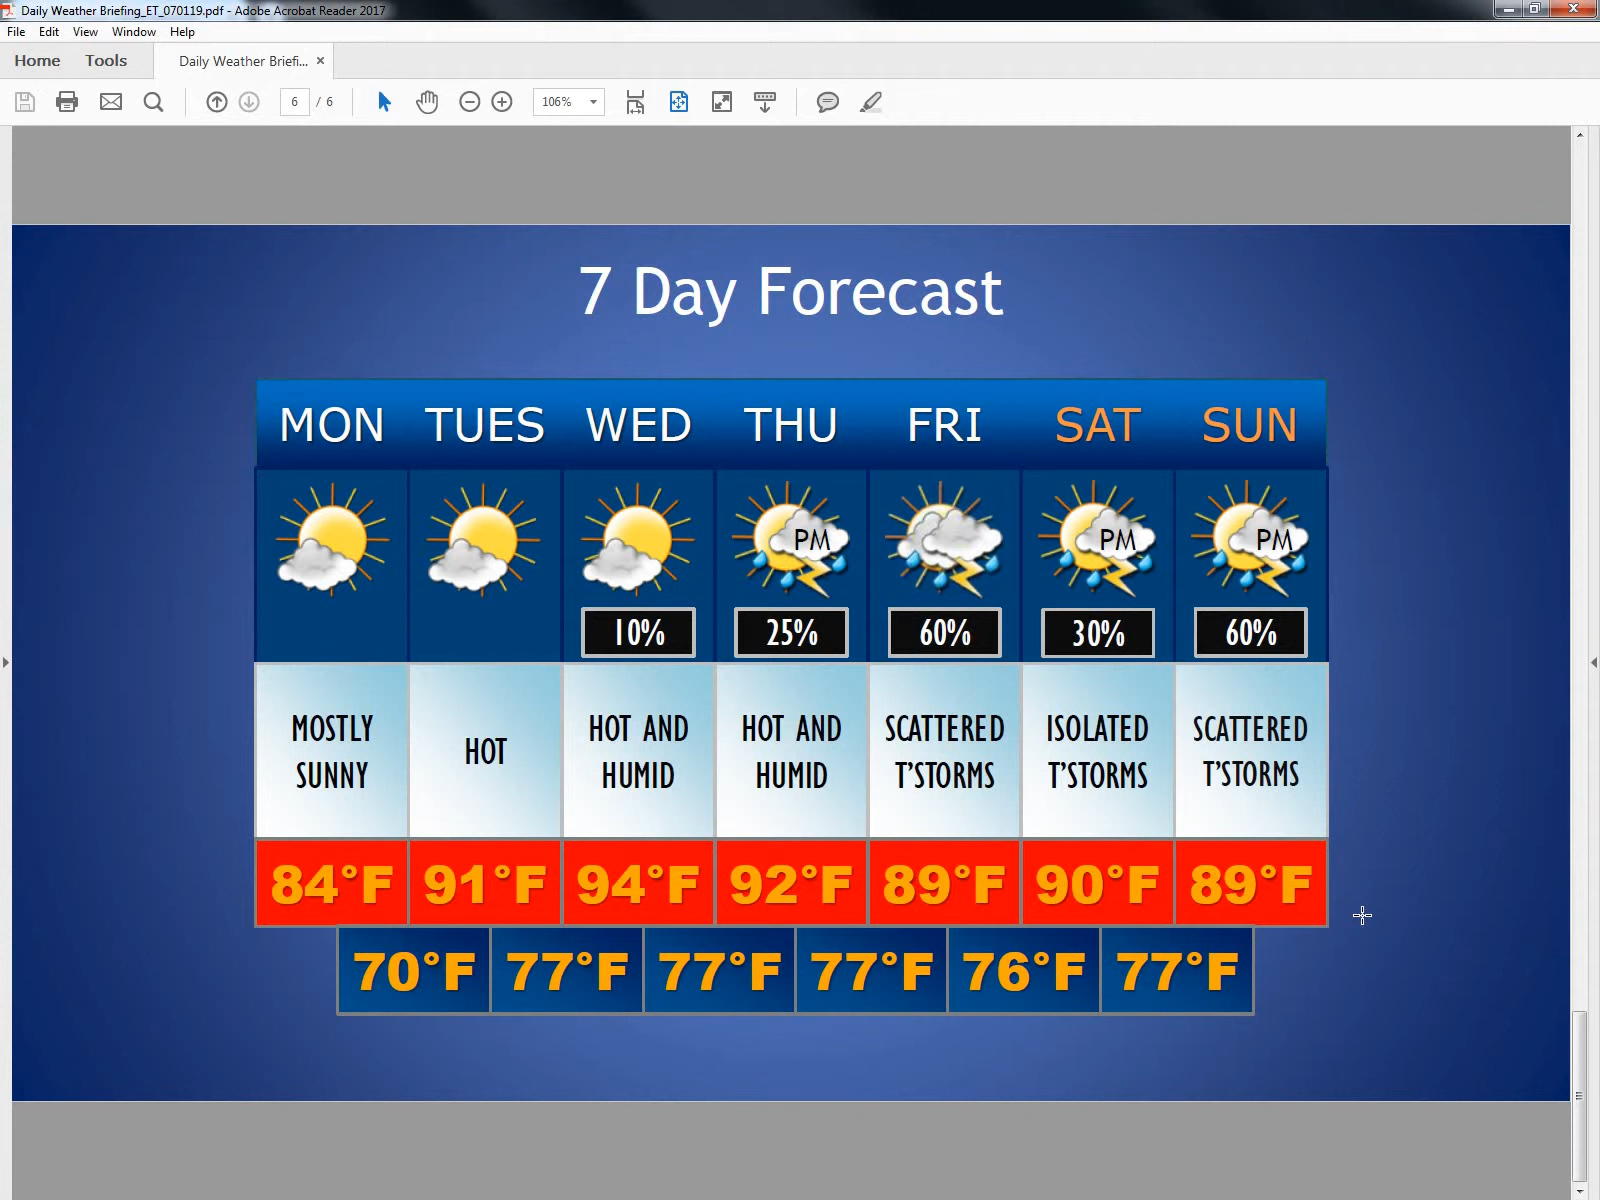 Daily Weather Briefing_ET_070119.pdf - Adobe Acrobat Reader 2017
File Edit View Window Help
Home Tools Daily Weather Briefi... ×
6 / 6 106%
7 Day Forecast
MON TUES WED THU FRI SAT SUN
PM PM PM
10% 25% 60% 30% 60%
MOSTLY SUNNY
HOT
HOT AND HUMID
HOT AND HUMID
SCATTERED T'STORMS
ISOLATED T'STORMS
SCATTERED T'STORMS
84°F 91°F 94°F 92°F 89°F 90°F 89°F
70°F 77°F 77°F 77°F 76°F 77°F